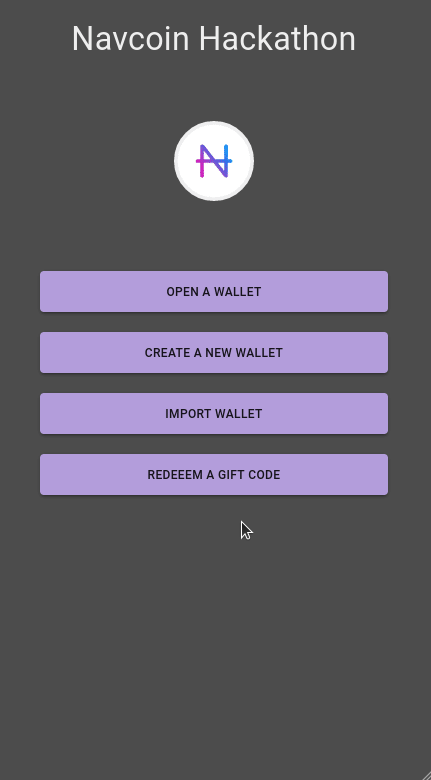 Navcoin Hackathon
OPEN A WALLET
CREATE A NEW WALLET
IMPORT WALLET
REDEEEM A GIFT CODE